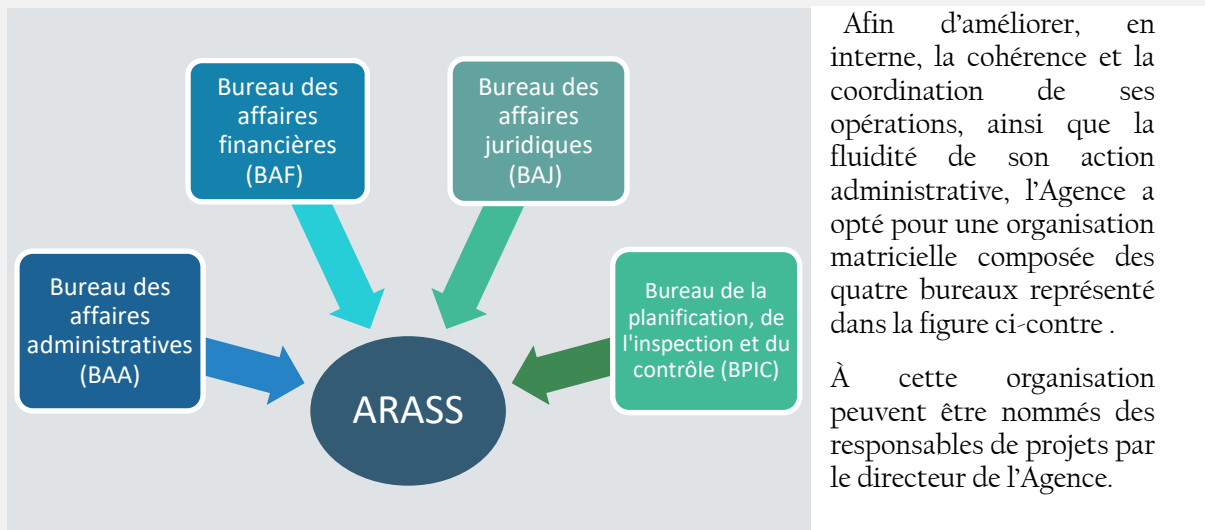 Bureau des
affaires
financières
(BAF)
Bureau des
affaires
juridiques
(BAJ)
Bureau des
affaires
administratives
(BAA)
Bureau de la
planification, de
l'inspection et du
contrôle (BPIC)
ARASS
Afin d’améliorer, en
interne, la cohérence et la
coordination de ses
opérations, ainsi que la
fluidité de son action
administrative, l’Agence a
opté pour une organisation
matricielle composée des
quatre bureaux représenté
dans la figure ci-contre .
À cette organisation
peuvent être nommés des
responsables de projets par
le directeur de l’Agence.